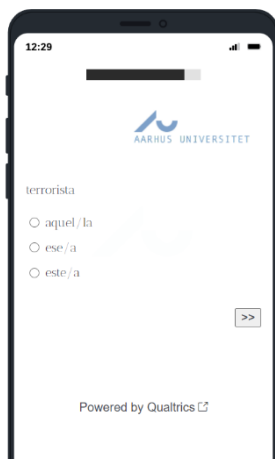 12:29
AARHUS UNIVERSITET
terrorista
aquel/la
ese/a
este/a
>>
Powered by Qualtrics